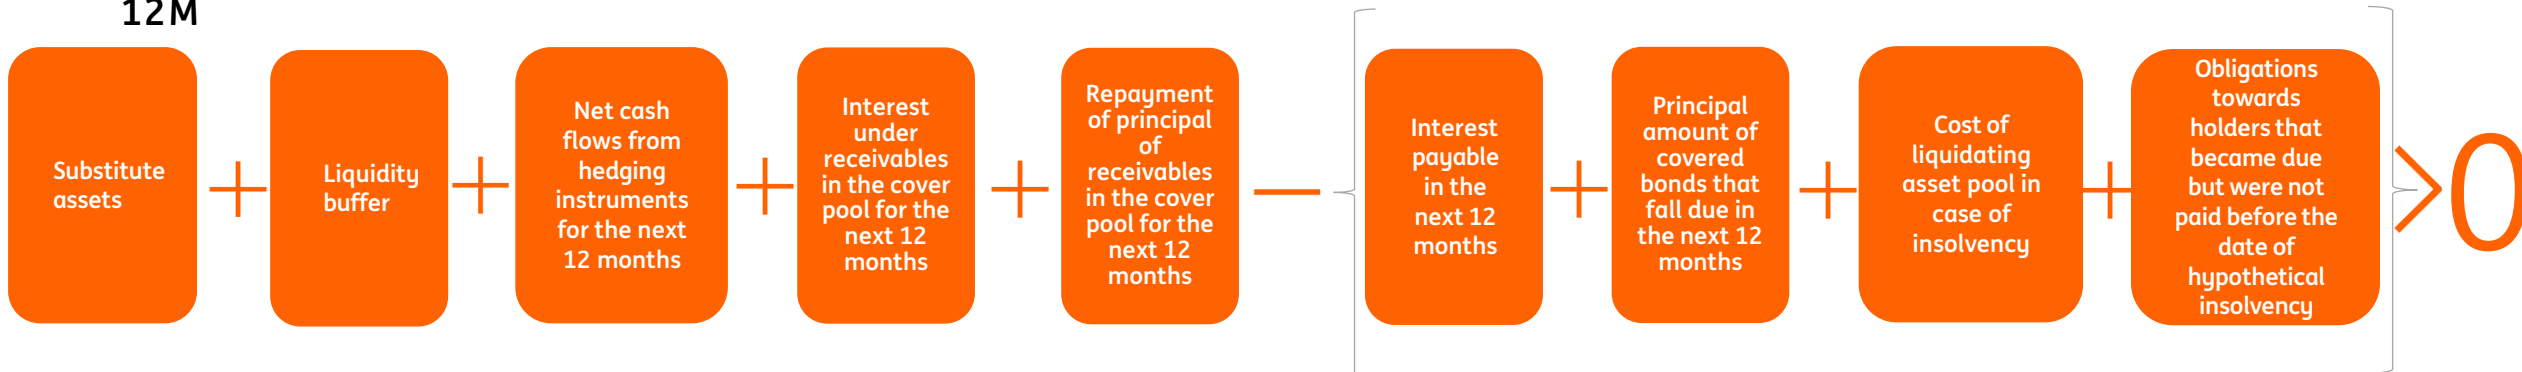 12M
Substitute
assets
+
Liquidity
buffer
+
Net cash
flows from
hedging
instruments
for the next
12 months
+
Interest
under
receivables
in the cover
pool for the
next 12
months
+
Repayment
of principal
of
receivables
in the cover
pool for the
next 12
months
—
Interest
payable
in the
next 12
months
+
Principal
amount of
covered
bonds that
fall due in
the next 12
months
+
Cost of
liquidating
asset pool in
case of
insolvency
+
Obligations
towards
holders that
became due
but were not
paid before the
date of
hypothetical
insolvency
>0